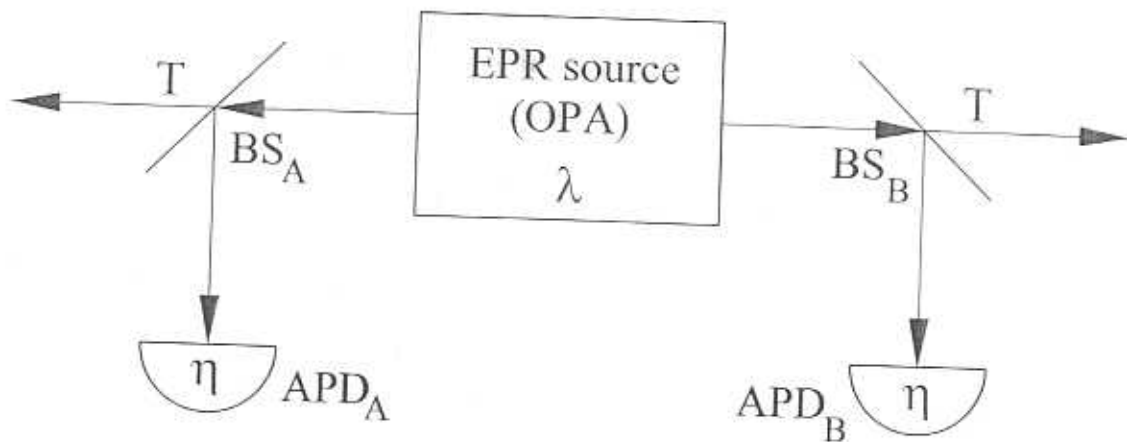 T
EPR source
(OPA)
λ
T
BS_A
BS_B
η
APD_A
APD_B
η